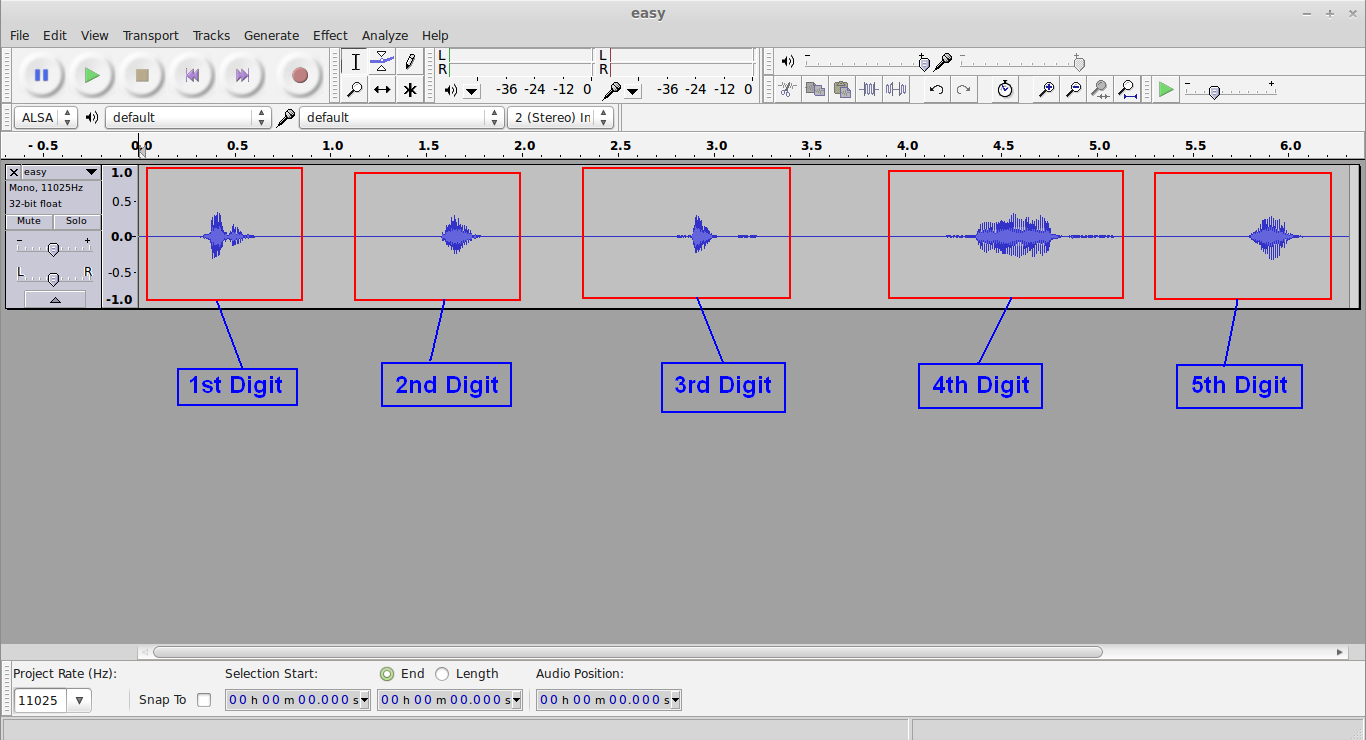 easy
File Edit View Transport Tracks Generate Effect Analyze Help
L
R
-36 -24 -12 0
L
R
-36 -24 -12 0
ALSA default default 2 (Stereo) In
- 0.5 0.0 0.5 1.0 1.5 2.0 2.5 3.0 3.5 4.0 4.5 5.0 5.5 6.0
easy
Mono, 11025Hz
32-bit float
Mute Solo
- +
L R
1.0
0.5
0.0
-0.5
-1.0
1st Digit 2nd Digit 3rd Digit 4th Digit 5th Digit
Project Rate (Hz): Selection Start: End Length Audio Position:
11025 Snap To 00 h 00 m 00.000 s 00 h 00 m 00.000 s 00 h 00 m 00.000 s